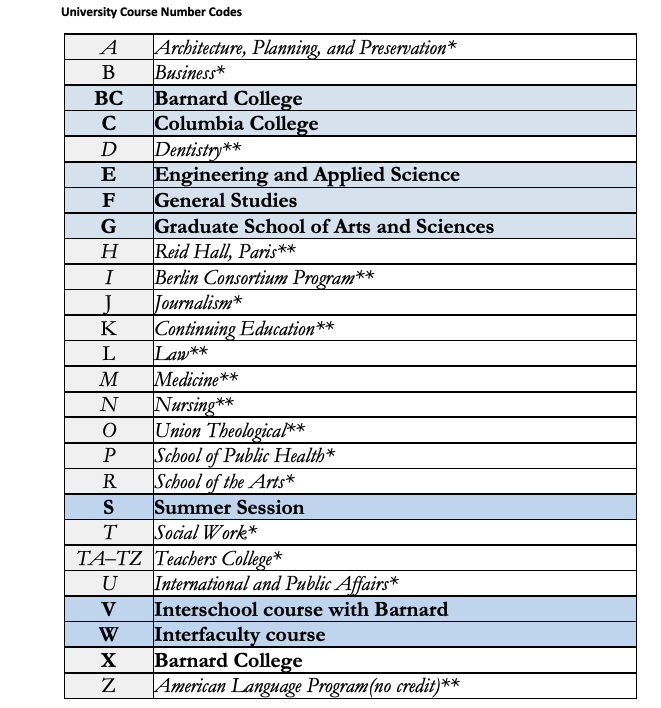 University Course Number Codes
A Architecture, Planning, and Preservation*
B Business*
BC Barnard College
C Columbia College
D Dentistry**
E Engineering and Applied Science
F General Studies
G Graduate School of Arts and Sciences
H Reid Hall, Paris**
I Berlin Consortium Program**
J Journalism*
K Continuing Education**
L Law**
M Medicine**
N Nursing**
O Union Theological**
P School of Public Health*
R School of the Arts*
S Summer Session
T Social Work*
TA–TZ Teachers College*
U International and Public Affairs*
V Interschool course with Barnard
W Interfaculty course
X Barnard College
Z American Language Program(no credit)**